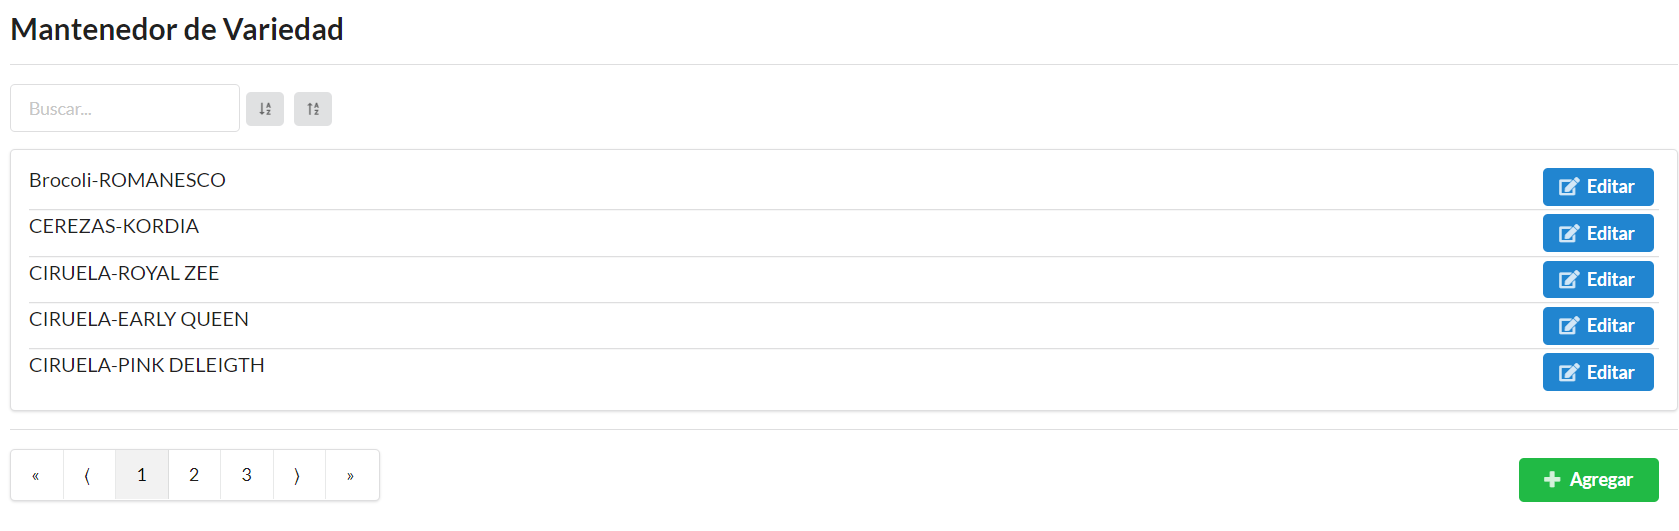 Mantenedor de Variedad
Buscar...
Brocoli-ROMANESCO Editar
CEREZAS-KORDIA Editar
CIRUELA-ROYAL ZEE Editar
CIRUELA-EARLY QUEEN Editar
CIRUELA-PINK DELEIGTH Editar
« ⟨ 1 2 3 ⟩ » Agregar